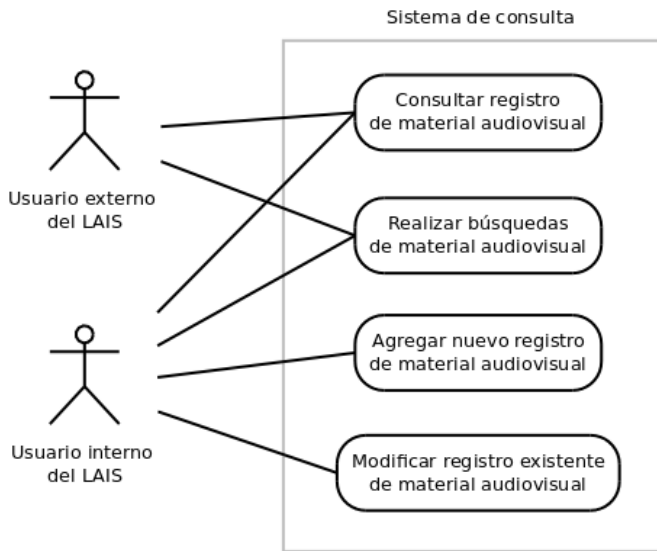 Sistema de consulta
Consultar registro
de material audiovisual
Usuario externo
del LAIS
Realizar búsquedas
de material audiovisual
Agregar nuevo registro
de material audiovisual
Usuario interno
del LAIS
Modificar registro existente
de material audiovisual